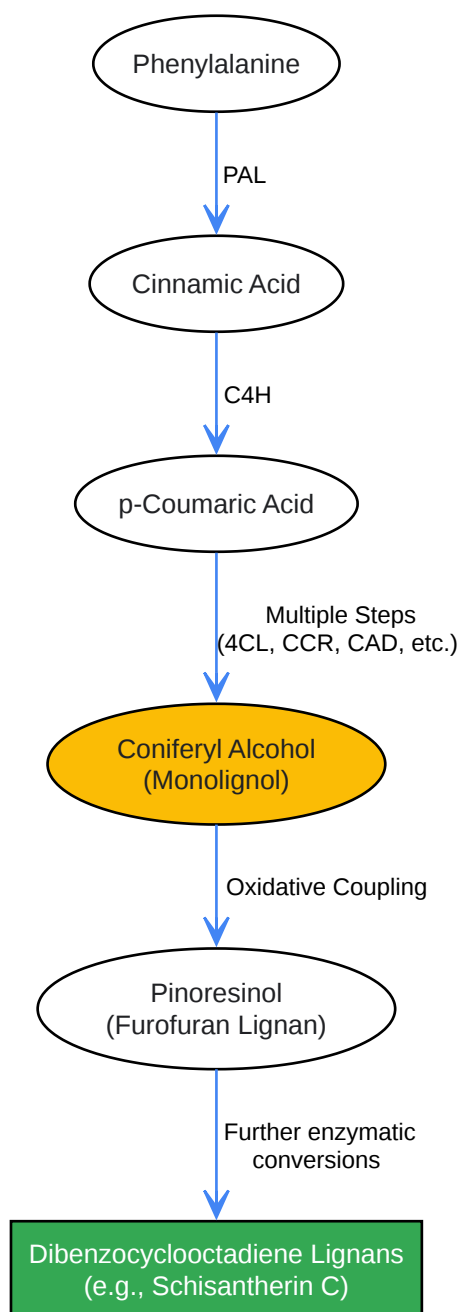 Phenylalanine
PAL
Cinnamic Acid
C4H
p-Coumaric Acid
Multiple Steps
(4CL, CCR, CAD, etc.)
Coniferyl Alcohol
(Monolignol)
Oxidative Coupling
Pinoresinol
(Furofuran Lignan)
Further enzymatic
conversions
Dibenzocyclooctadiene Lignans
(e.g., Schisantherin C)